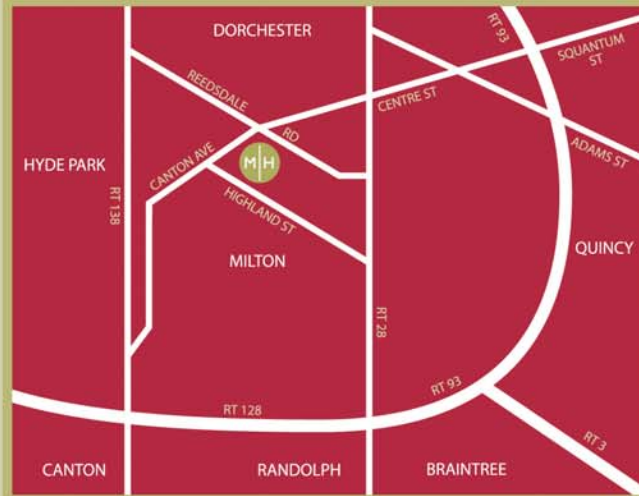 DORCHESTER
RT 93
SQUANTUM
ST
REEDSDALE
RD
CENTRE ST
ADAMS ST
HYDE PARK
CANTON AVE
M|H
RT 138
HIGHLAND ST
QUINCY
MILTON
RT 28
RT 93
RT 128
RT 3
CANTON
RANDOLPH
BRAINTREE